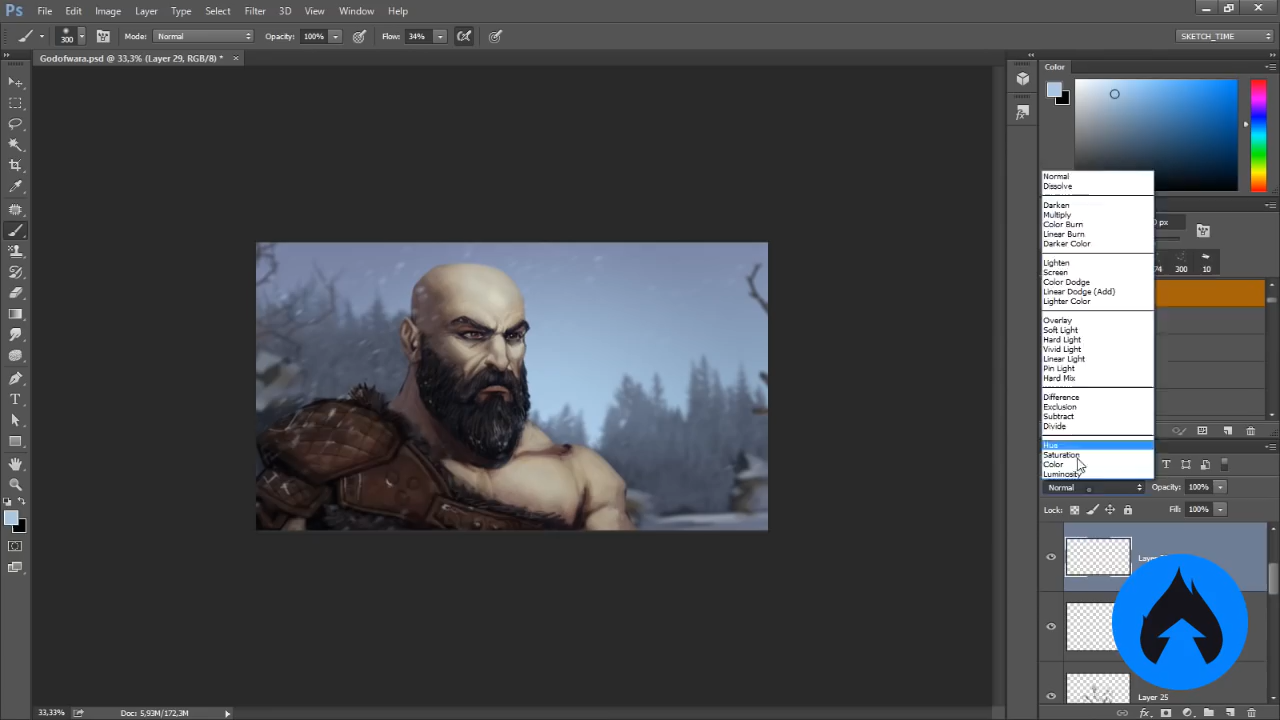 Ps File Edit Image Layer Type Select Filter 3D View Window Help
300 Mode: Normal Opacity: 100% Flow: 34% SKETCH_TIME
Godofwara.psd @ 33,3% (Layer 29, RGB/8) *
Color
Normal
Dissolve
Darken
Multiply
Color Burn
Linear Burn
Darker Color
Lighten
Screen
Color Dodge
Linear Dodge (Add)
Lighter Color
Overlay
Soft Light
Hard Light
Vivid Light
Linear Light
Pin Light
Hard Mix
Difference
Exclusion
Subtract
Divide
Hue
Saturation
Color
Luminosity
0 px
74 300 10
Normal Opacity: 100%
Lock: Fill: 100%
Layer 25
33,33% Doc: 5,93M/172,3M